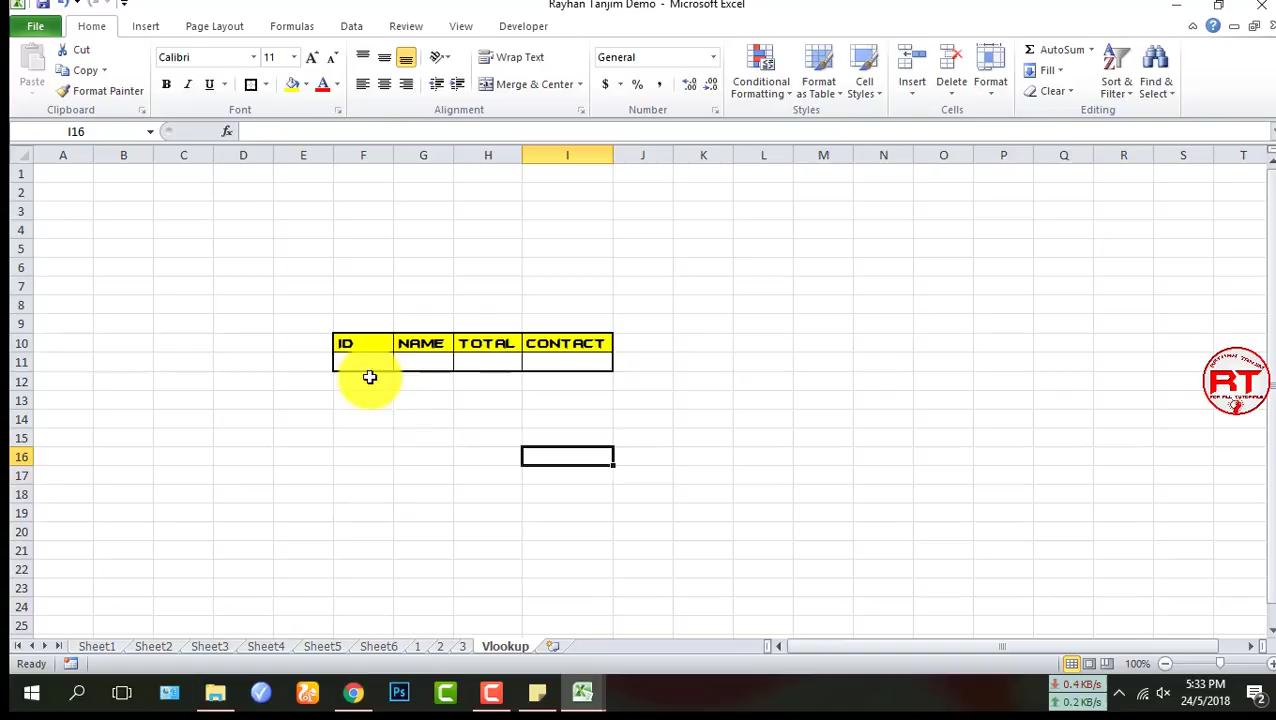 Rayhan Tanjim Demo - Microsoft Excel
File Home Insert Page Layout Formulas Data Review View Developer
Paste Cut Copy Format Painter Clipboard
Calibri 11 B I U A Font
Wrap Text Merge & Center Alignment
General $ % , Number
Conditional Formatting Format as Table Cell Styles Styles
Insert Delete Format Cells
AutoSum Fill Clear Sort & Filter Find & Select Editing
I16 fx
A B C D E F G H I J K L M N O P Q R S T
1
2
3
4
5
6
7
8
9
10 ID NAME TOTAL CONTACT
11
12
13
14
15
16
17
18
19
20
21
22
23
24
25
RT
FOR ALL TUTORIALS
Sheet1 Sheet2 Sheet3 Sheet4 Sheet5 Sheet6 1 2 3 Vlookup
Ready 100%
0.4 KB/s 5:33 PM
0.2 KB/s 24/5/2018 2